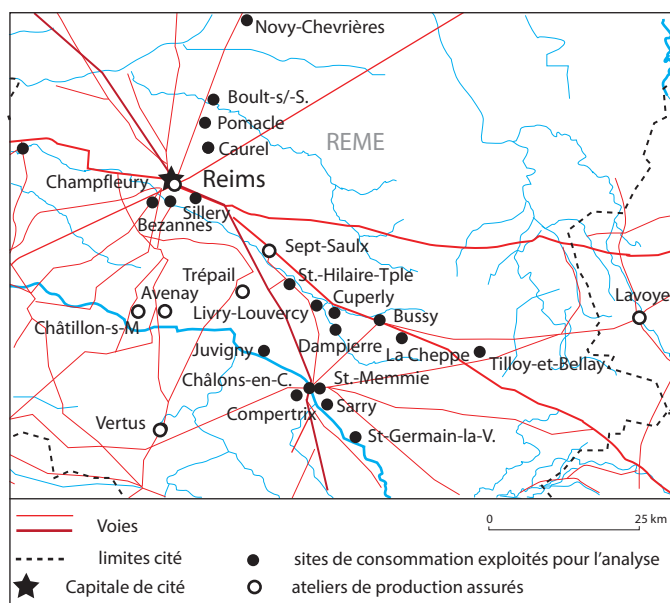 Novy-Chevrières
Boult-s/-S.
Pomacle
REME
Caurel
Champfleury
Reims
Sillery
Bezannes
Sept-Saulx
Trépail
St.-Hilaire-Tple
Avenay
Cuperly
Lavoye
Livry-Louvercy
Bussy
Châtillon-s-M
Dampierre
La Cheppe
Juvigny
Tilloy-et-Bellay
Châlons-en-C.
St.-Memmie
Compertrix
Sarry
Vertus
St-Germain-la-V.
Voies
0 25 km
limites cité
sites de consommation exploités pour l'analyse
Capitale de cité
ateliers de production assurés